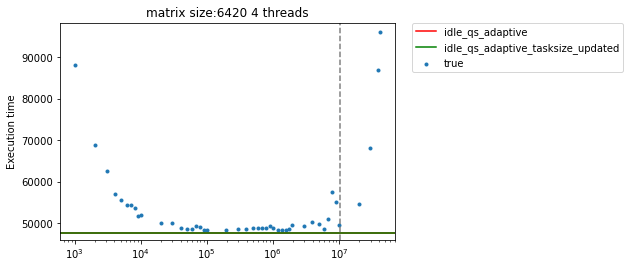 matrix size:6420 4 threads
idle_qs_adaptive
idle_qs_adaptive_tasksize_updated
true
Execution time
90000
80000
70000
60000
50000
10³
10⁴
10⁵
10⁶
10⁷